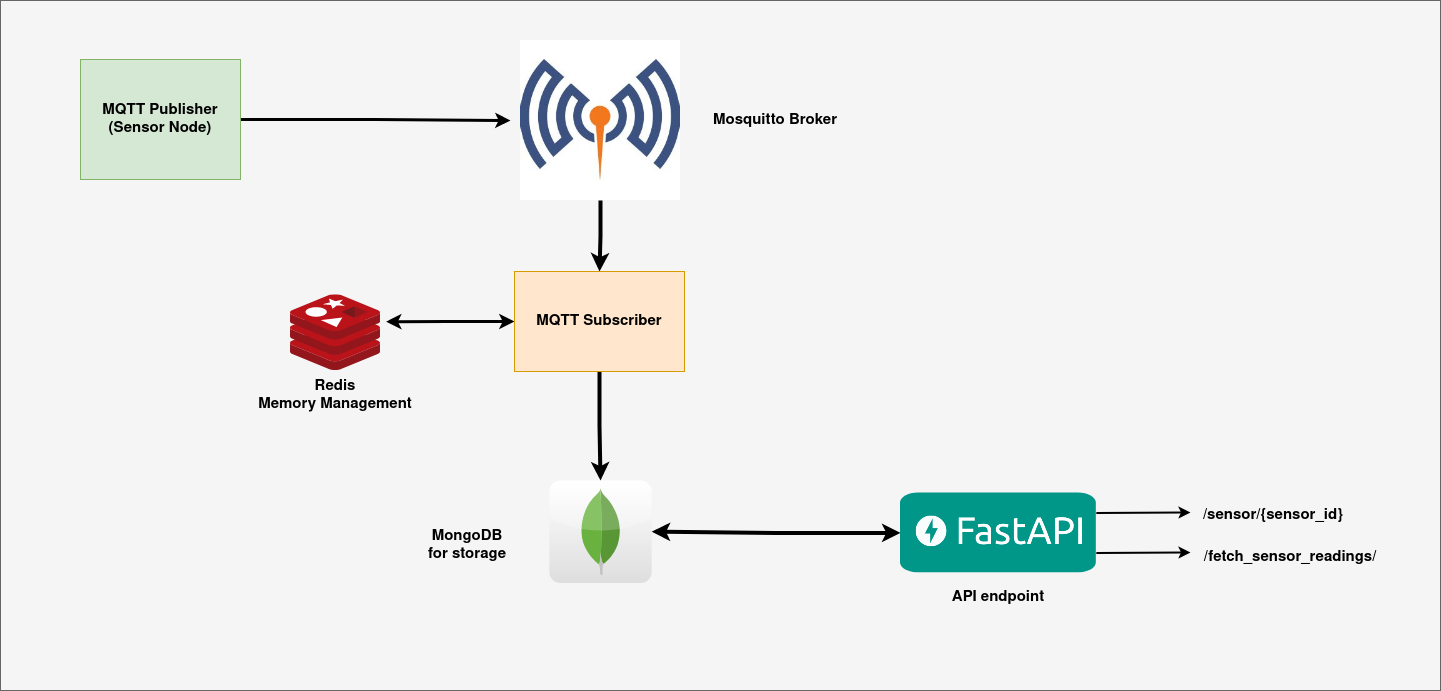 MQTT Publisher
(Sensor Node)
Mosquitto Broker
MQTT Subscriber
Redis
Memory Management
MongoDB
for storage
FastAPI
API endpoint
/sensor/{sensor_id}
/fetch_sensor_readings/